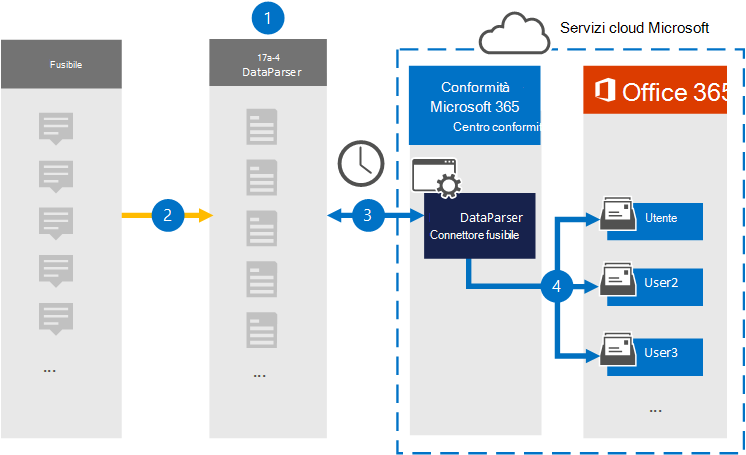 1
Servizi cloud Microsoft
Fusibile
17a-4
DataParser
Conformità
Microsoft 365
Centro conformit
Office 365
2
3
DataParser
Connettore fusibile
4
Utente
User2
User3
...
...
...